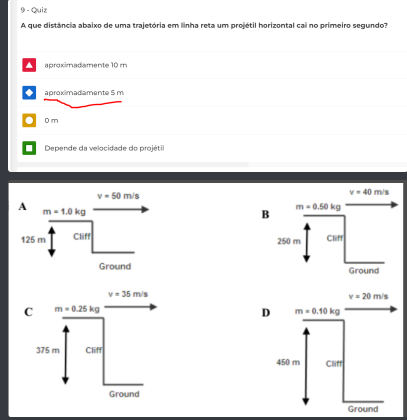 9 - Quiz
A que distância abaixo de uma trajetória em linha reta um projétil horizontal cai no primeiro segundo?
aproximadamente 10 m
aproximadamente 5 m
0 m
Depende da velocidade do projétil
A
v = 50 m/s
m = 1.0 kg
125 m
Cliff
Ground
B
v = 40 m/s
m = 0.50 kg
250 m
Cliff
Ground
C
v = 35 m/s
m = 0.25 kg
375 m
Cliff
Ground
D
v = 20 m/s
m = 0.10 kg
450 m
Cliff
Ground